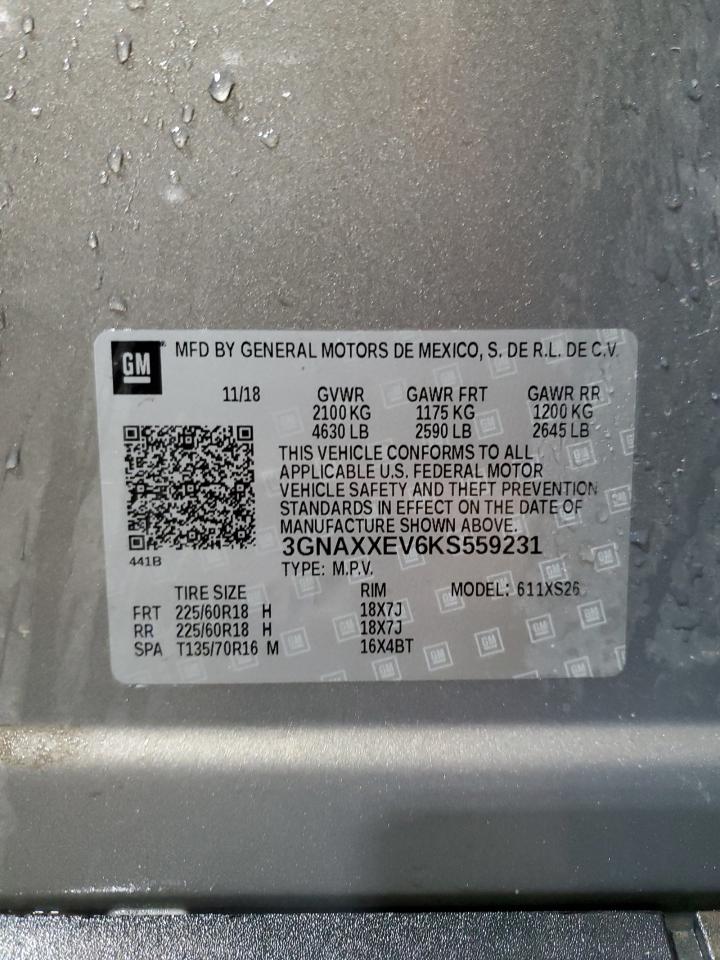 GM MFD BY GENERAL MOTORS DE MEXICO, S. DE R.L. DE C.V.
11/18 GVWR GAWR FRT GAWR RR
2100 KG 1175 KG 1200 KG
4630 LB 2590 LB 2645 LB
THIS VEHICLE CONFORMS TO ALL
APPLICABLE U.S. FEDERAL MOTOR
VEHICLE SAFETY AND THEFT PREVENTION
STANDARDS IN EFFECT ON THE DATE OF
MANUFACTURE SHOWN ABOVE.
3GNAXXEV6KS559231
441B
TYPE: M.P.V.
TIRE SIZE RIM MODEL: 611XS26
FRT 225/60R18 H 18X7J
RR 225/60R18 H 18X7J
SPA T135/70R16 M 16X4BT